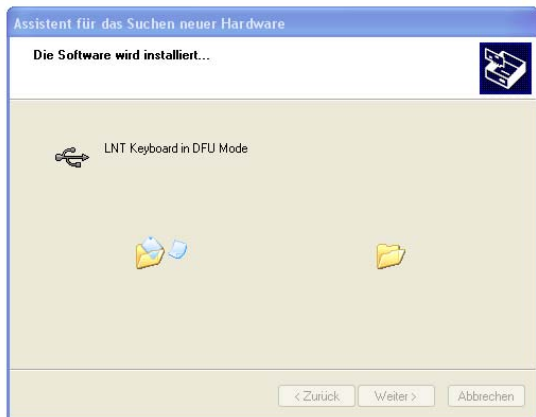 Assistent für das Suchen neuer Hardware
Die Software wird installiert...
LNT Keyboard in DFU Mode
< Zurück
Weiter >
Abbrechen